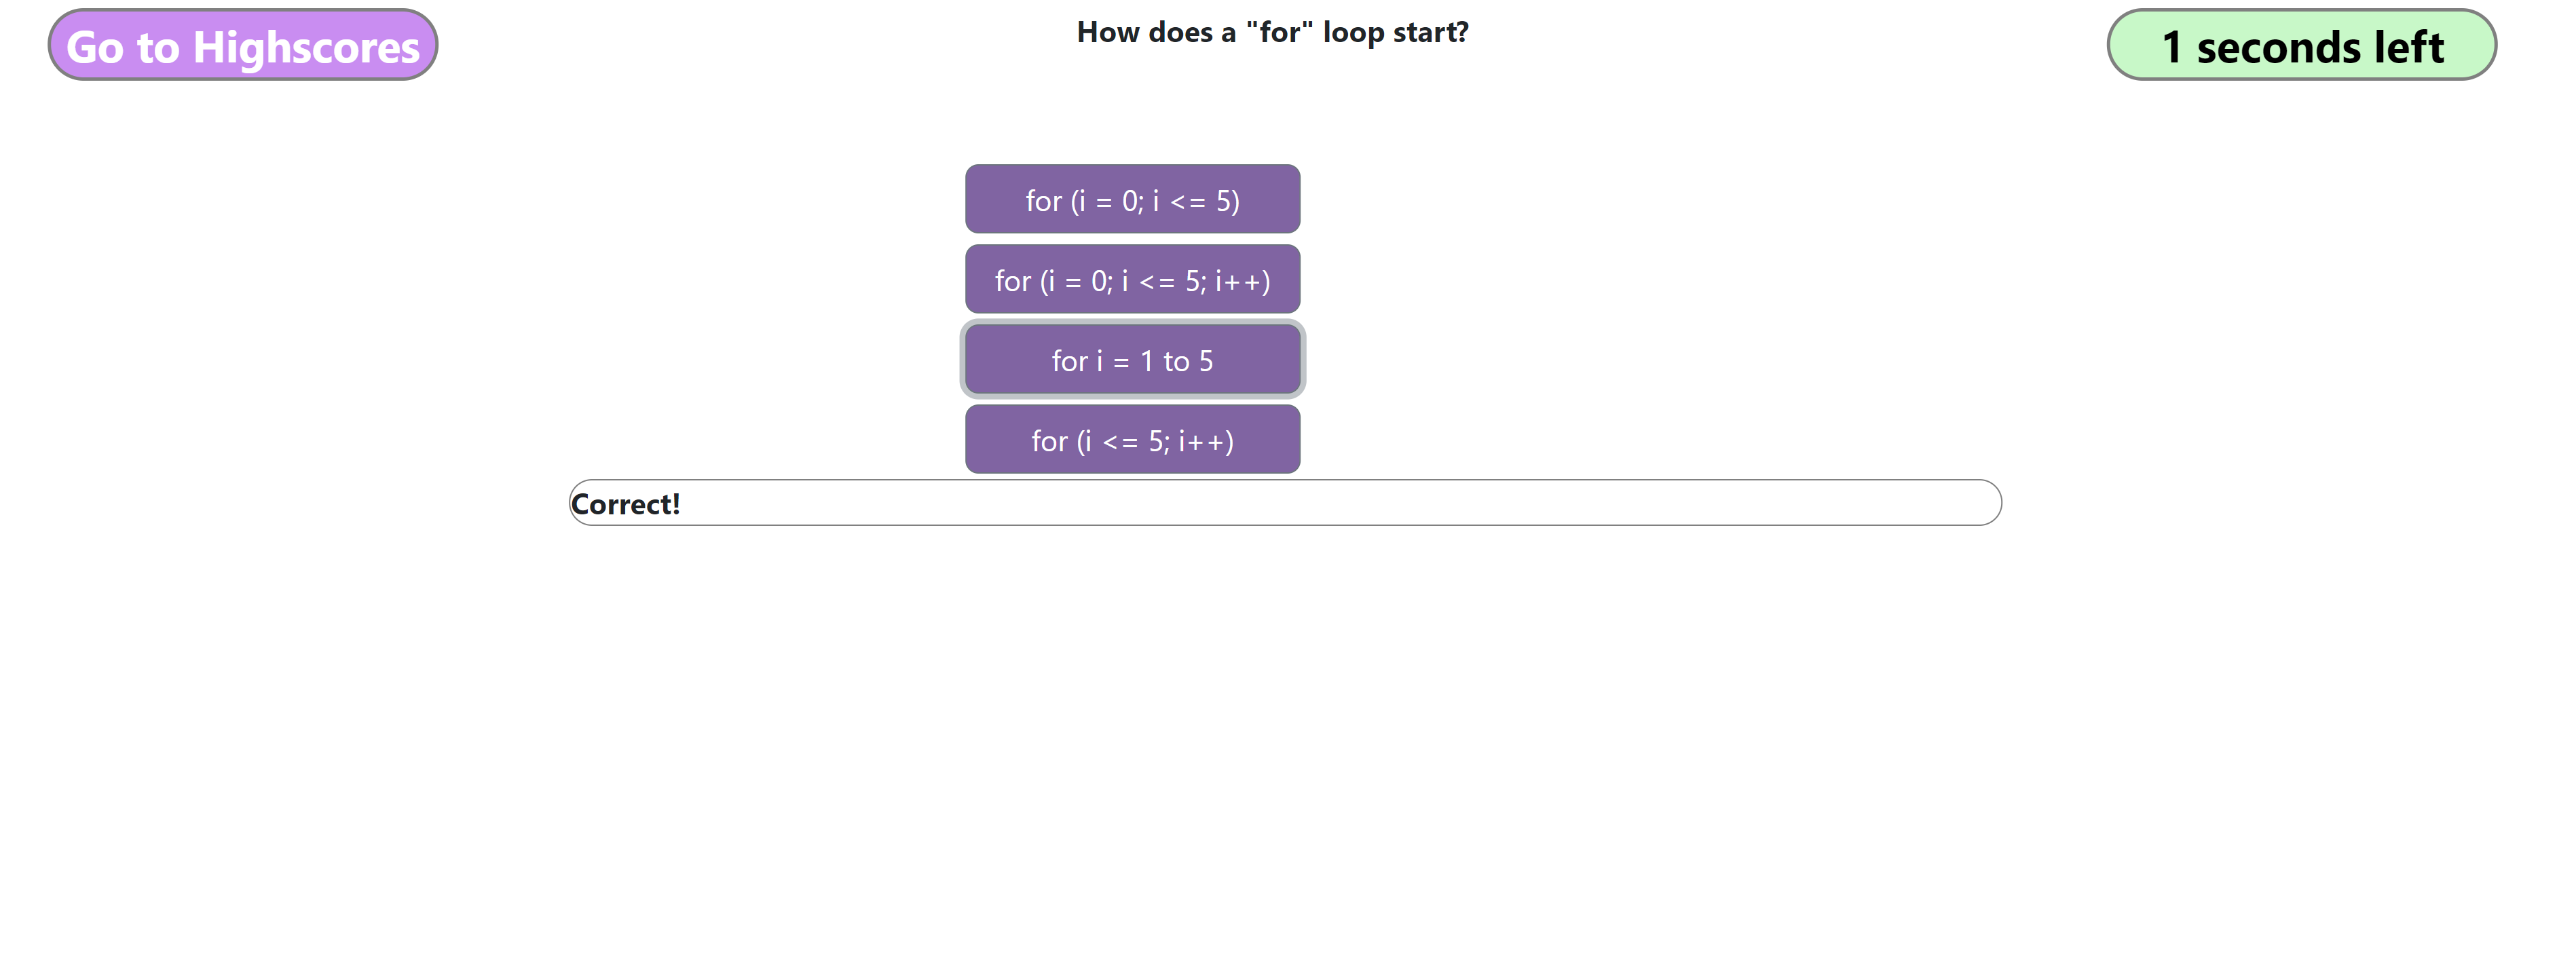 Go to Highscores
How does a "for" loop start?
1 seconds left
for (i = 0; i <= 5)
for (i = 0; i <= 5; i++)
for i = 1 to 5
for (i <= 5; i++)
Correct!